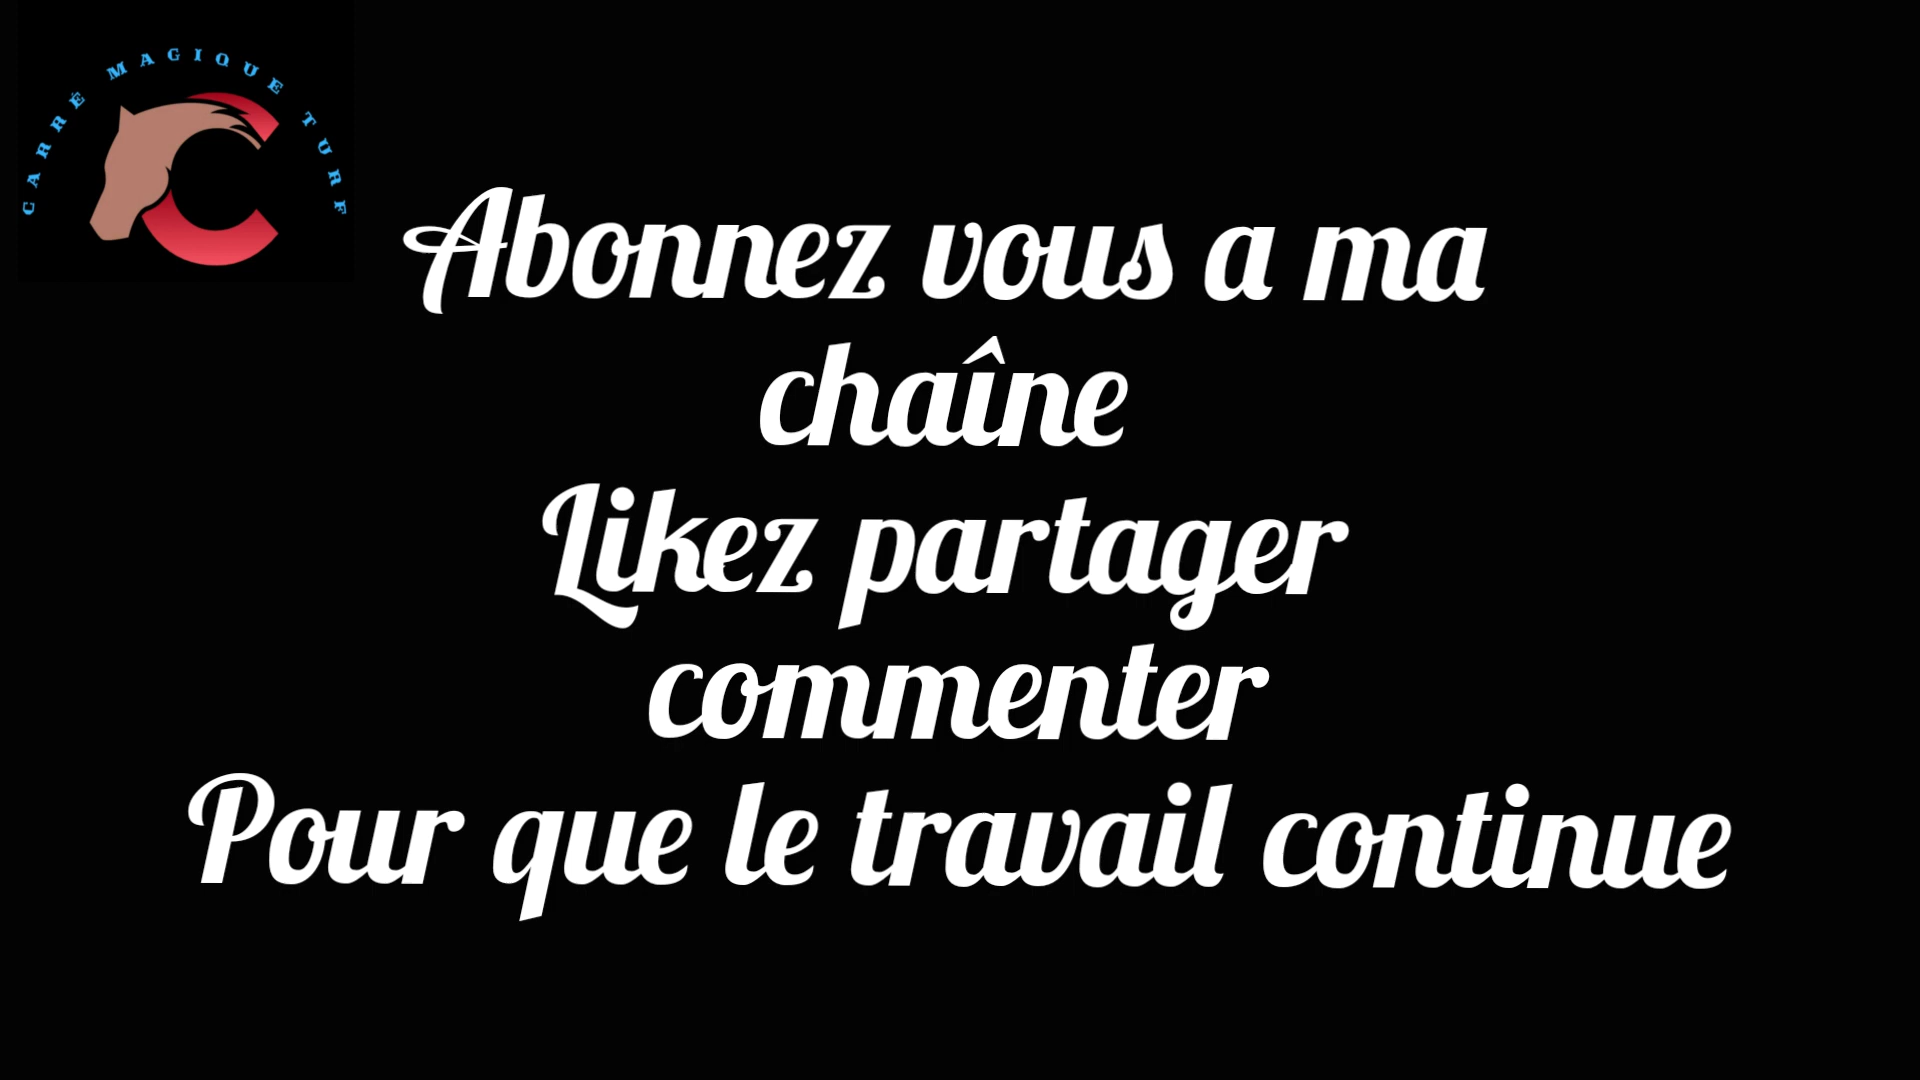 CARRÉ MAGIQUE TURF
Abonnez vous a ma
chaîne
Likez partager
commenter
Pour que le travail continue